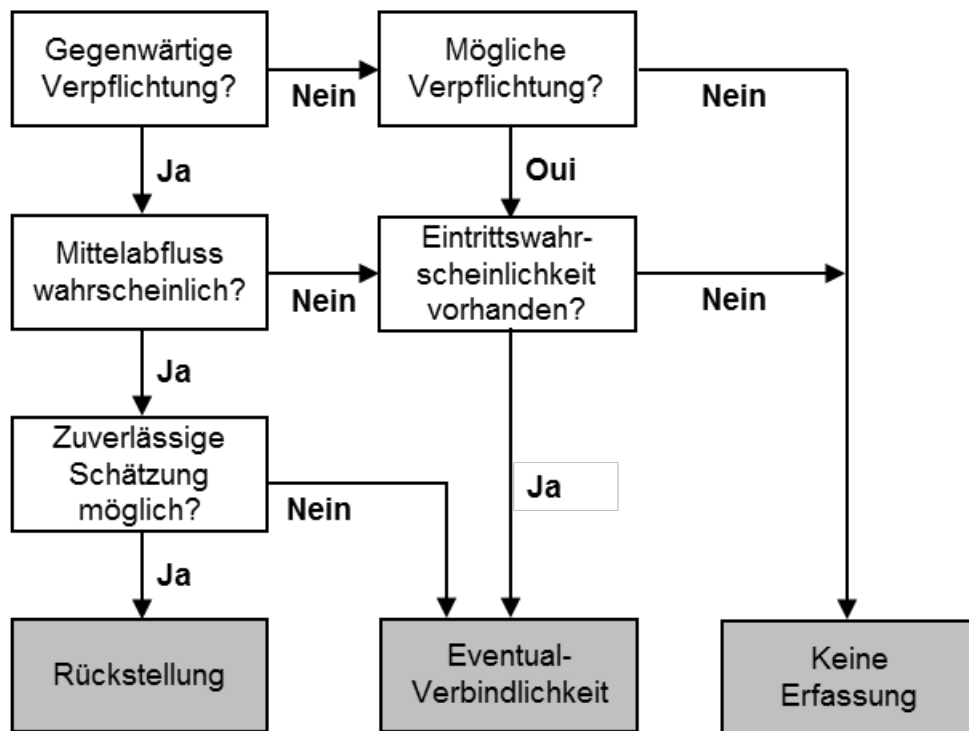 Gegenwärtige
Verpflichtung?
Nein
Mögliche
Verpflichtung?
Nein
Ja
Oui
Mittelabfluss
wahrscheinlich?
Nein
Eintrittswahr-
scheinlichkeit
vorhanden?
Nein
Ja
Zuverlässige
Schätzung
möglich?
Nein
Ja
Ja
Rückstellung
Eventual-
Verbindlichkeit
Keine
Erfassung